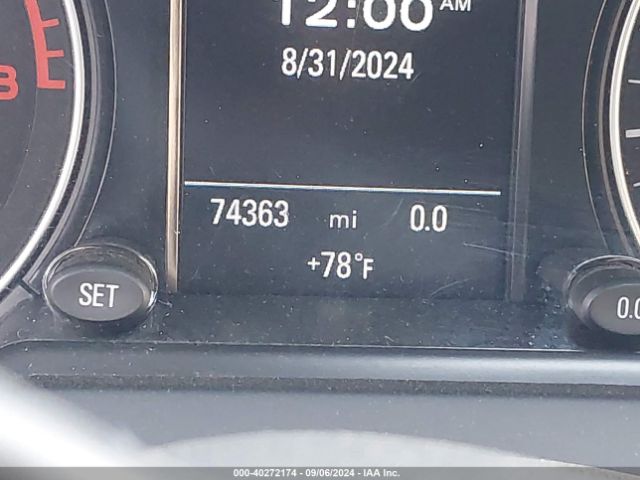 12:00 AM
8/31/2024
74363 mi 0.0
+78°F
SET
0.0
000-40272174 - 09/06/2024 - IAA Inc.